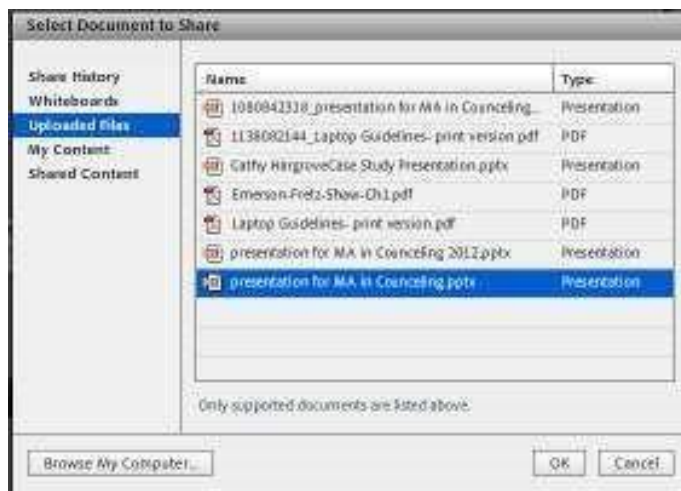 Select Document to Share
Share History
Whiteboards
Uploaded Files
My Content
Shared Content
Name Type
1080842318_presentation for MA in Counceling... Presentation
1138082144_Laptop Guidelines- print version.pdf PDF
Cathy HargroveCase Study Presentation.pptx Presentation
Emerson-Fretz-Shaw-Ch1.pdf PDF
Laptop Guidelines- print version.pdf PDF
presentation for MA in Counceling 2012.pptx Presentation
presentation for MA in Counceling.pptx Presentation
Only supported documents are listed above.
Browse My Computer... OK Cancel